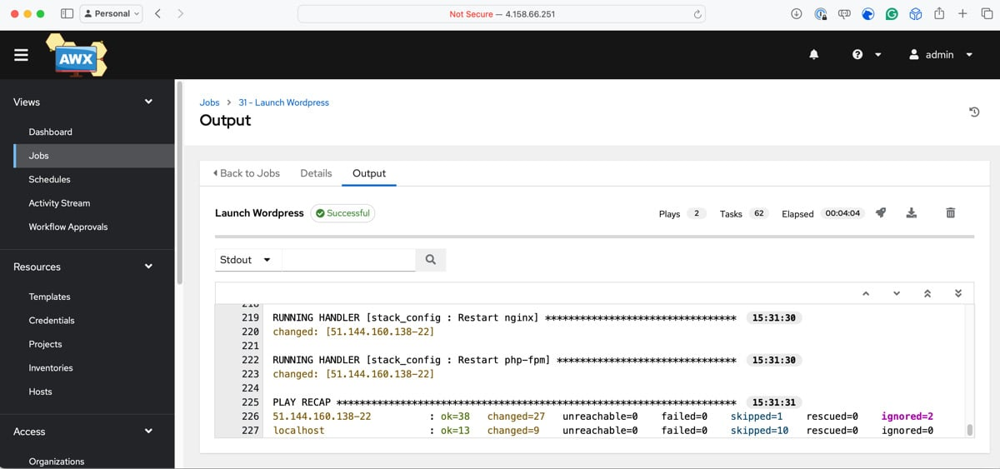 Personal
Not Secure — 4.158.66.251
AWX
admin
Views
Dashboard
Jobs
Schedules
Activity Stream
Workflow Approvals
Resources
Templates
Credentials
Projects
Inventories
Hosts
Access
Organizations
Jobs > 31 - Launch Wordpress
Output
Back to Jobs Details Output
Launch Wordpress Successful Plays 2 Tasks 62 Elapsed 00:04:04
Stdout
219 RUNNING HANDLER [stack_config : Restart nginx] ********************************* 15:31:30
220 changed: [51.144.160.138-22]
221
222 RUNNING HANDLER [stack_config : Restart php-fpm] ******************************* 15:31:30
223 changed: [51.144.160.138-22]
224
225 PLAY RECAP ********************************************************************* 15:31:31
226 51.144.160.138-22 : ok=38 changed=27 unreachable=0 failed=0 skipped=1 rescued=0 ignored=2
227 localhost : ok=13 changed=9 unreachable=0 failed=0 skipped=10 rescued=0 ignored=0